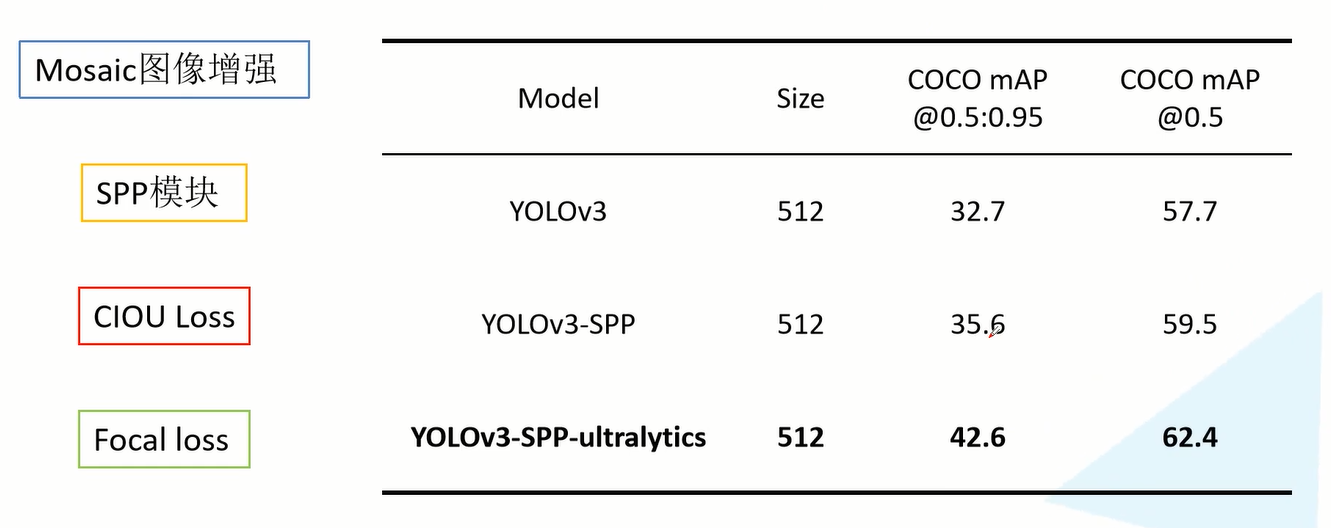 Mosaic图像增强
SPP模块
CIOU Loss
Focal loss
Model Size COCO mAP @0.5:0.95 COCO mAP @0.5
YOLOv3 512 32.7 57.7
YOLOv3-SPP 512 35.6 59.5
YOLOv3-SPP-ultralytics 512 42.6 62.4